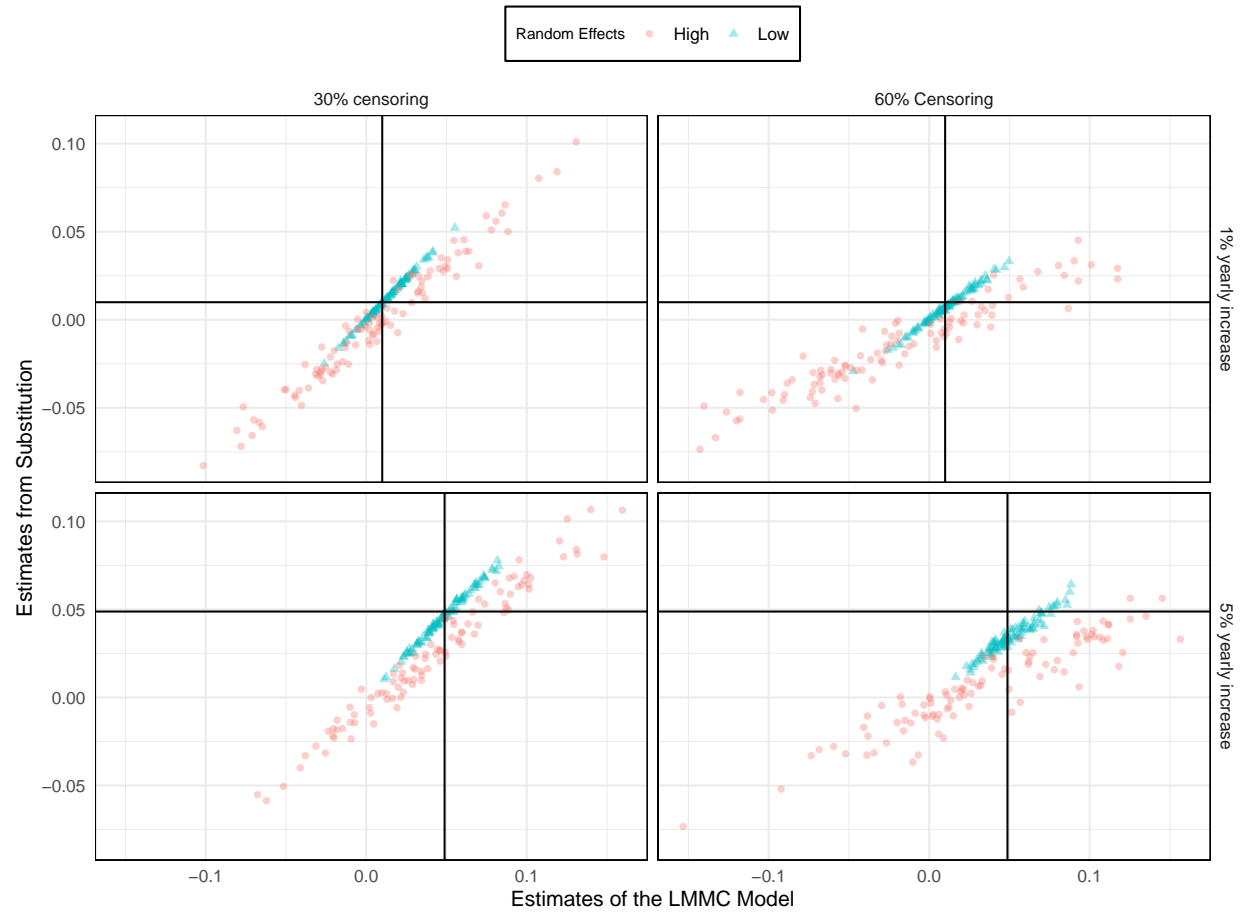 Random Effects High Low
30% censoring
60% Censoring
0.10
0.05
0.00
−0.05
1% yearly increase
0.10
0.05
0.00
−0.05
5% yearly increase
Estimates from Substitution
−0.1 0.0 0.1
−0.1 0.0 0.1
Estimates of the LMMC Model